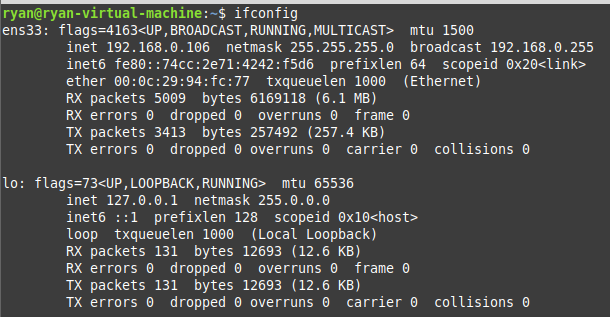 ryan@ryan-virtual-machine:~$ ifconfig
ens33: flags=4163<UP,BROADCAST,RUNNING,MULTICAST>  mtu 1500
        inet 192.168.0.106  netmask 255.255.255.0  broadcast 192.168.0.255
        inet6 fe80::74cc:2e71:4242:f5d6  prefixlen 64  scopeid 0x20<link>
        ether 00:0c:29:94:fc:77  txqueuelen 1000  (Ethernet)
        RX packets 5009  bytes 6169118 (6.1 MB)
        RX errors 0  dropped 0  overruns 0  frame 0
        TX packets 3413  bytes 257492 (257.4 KB)
        TX errors 0  dropped 0 overruns 0  carrier 0  collisions 0

lo: flags=73<UP,LOOPBACK,RUNNING>  mtu 65536
        inet 127.0.0.1  netmask 255.0.0.0
        inet6 ::1  prefixlen 128  scopeid 0x10<host>
        loop  txqueuelen 1000  (Local Loopback)
        RX packets 131  bytes 12693 (12.6 KB)
        RX errors 0  dropped 0  overruns 0  frame 0
        TX packets 131  bytes 12693 (12.6 KB)
        TX errors 0  dropped 0 overruns 0  carrier 0  collisions 0